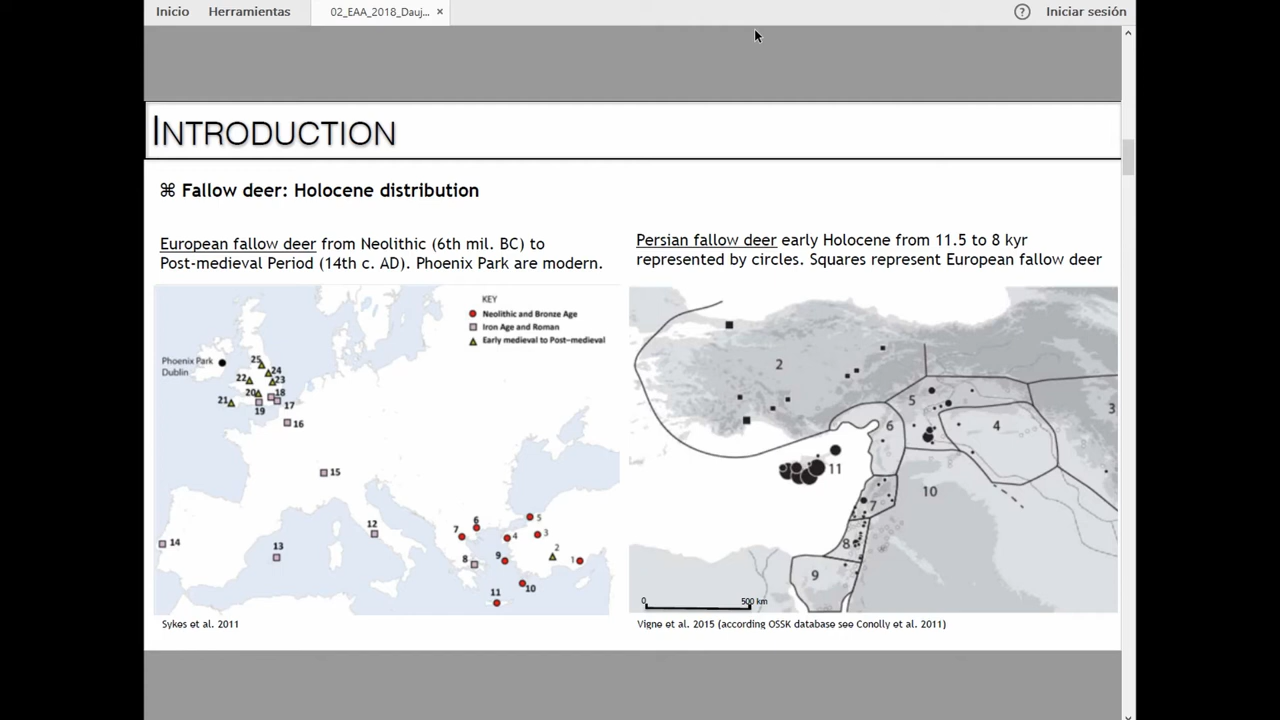 Inicio Herramientas 02_EAA_2018_Dauj... × ? Iniciar sesión
INTRODUCTION
⌘ Fallow deer: Holocene distribution
European fallow deer from Neolithic (6th mil. BC) to
Post-medieval Period (14th c. AD). Phoenix Park are modern.
Persian fallow deer early Holocene from 11.5 to 8 kyr
represented by circles. Squares represent European fallow deer
KEY
Neolithic and Bronze Age
Iron Age and Roman
Early medieval to Post-medieval
Phoenix Park
Dublin
25
24
22
23
20
18
21
17
19
16
15
12
13
14
6
5
7
4
3
2
8
9
1
10
11
2
3
5
4
6
11
10
7
8
9
0 500 km
Sykes et al. 2011
Vigne et al. 2015 (according OSSK database see Conolly et al. 2011)